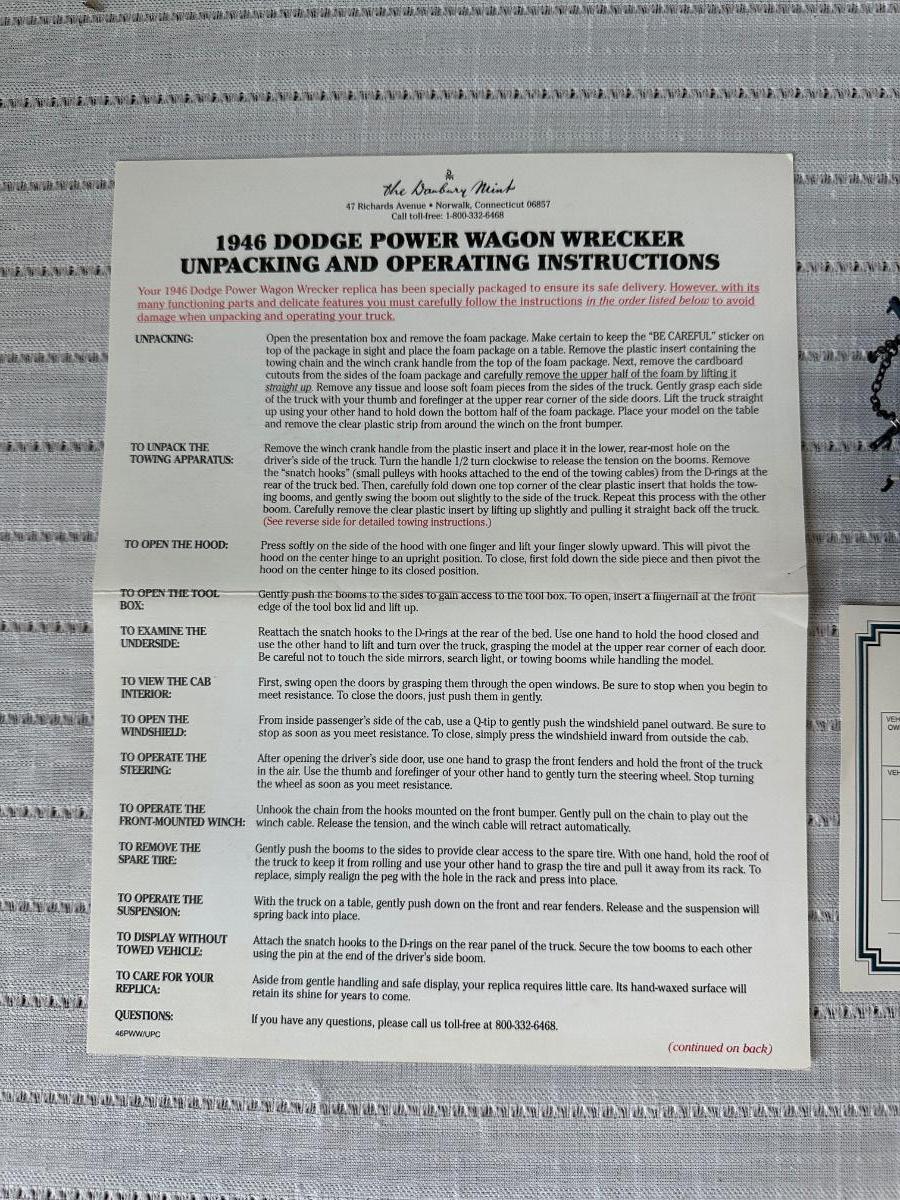 The Danbury Mint
47 Richards Avenue • Norwalk, Connecticut 06857
Call toll-free: 1-800-332-6468
1946 DODGE POWER WAGON WRECKER
UNPACKING AND OPERATING INSTRUCTIONS
Your 1946 Dodge Power Wagon Wrecker replica has been specially packaged to ensure its safe delivery. However, with its
many functioning parts and delicate features you must carefully follow the instructions in the order listed below to avoid
damage when unpacking and operating your truck.
UNPACKING:
Open the presentation box and remove the foam package. Make certain to keep the “BE CAREFUL” sticker on
top of the package in sight and place the foam package on a table. Remove the plastic insert containing the
towing chain and the winch crank handle from the top of the foam package. Next, remove the cardboard
cutouts from the sides of the foam package and carefully remove the upper half of the foam by lifting it
straight up. Remove any tissue and loose soft foam pieces from the sides of the truck. Gently grasp each side
of the truck with your thumb and forefinger at the upper rear corner of the side doors. Lift the truck straight
up using your other hand to hold down the bottom half of the foam package. Place your model on the table
and remove the clear plastic strip from around the winch on the front bumper.
TO UNPACK THE
TOWING APPARATUS:
Remove the winch crank handle from the plastic insert and place it in the lower, rear-most hole on the
driver's side of the truck. Turn the handle 1/2 turn clockwise to release the tension on the booms. Remove
the “snatch hooks” (small pulleys with hooks attached to the end of the towing cables) from the D-rings at the
rear of the truck bed. Then, carefully fold down one top corner of the clear plastic insert that holds the tow-
ing booms, and gently swing the boom out slightly to the side of the truck. Repeat this process with the other
boom. Carefully remove the clear plastic insert by lifting up slightly and pulling it straight back off the truck.
(See reverse side for detailed towing instructions.)
TO OPEN THE HOOD:
Press softly on the side of the hood with one finger and lift your finger slowly upward. This will pivot the
hood on the center hinge to an upright position. To close, first fold down the side piece and then pivot the
hood on the center hinge to its closed position.
TO OPEN THE TOOL
BOX:
Gently push the booms to the sides to gain access to the tool box. To open, insert a fingernail at the front
edge of the tool box lid and lift up.
TO EXAMINE THE
UNDERSIDE:
Reattach the snatch hooks to the D-rings at the rear of the bed. Use one hand to hold the hood closed and
use the other hand to lift and turn over the truck, grasping the model at the upper rear corner of each door.
Be careful not to touch the side mirrors, search light, or towing booms while handling the model.
TO VIEW THE CAB
INTERIOR:
First, swing open the doors by grasping them through the open windows. Be sure to stop when you begin to
meet resistance. To close the doors, just push them in gently.
TO OPEN THE
WINDSHIELD:
From inside passenger's side of the cab, use a Q-tip to gently push the windshield panel outward. Be sure to
stop as soon as you meet resistance. To close, simply press the windshield inward from outside the cab.
TO OPERATE THE
STEERING:
After opening the driver's side door, use one hand to grasp the front fenders and hold the front of the truck
in the air. Use the thumb and forefinger of your other hand to gently turn the steering wheel. Stop turning
the wheel as soon as you meet resistance.
TO OPERATE THE
FRONT-MOUNTED WINCH:
Unhook the chain from the hooks mounted on the front bumper. Gently pull on the chain to play out the
winch cable. Release the tension, and the winch cable will retract automatically.
TO REMOVE THE
SPARE TIRE:
Gently push the booms to the sides to provide clear access to the spare tire. With one hand, hold the roof of
the truck to keep it from rolling and use your other hand to grasp the tire and pull it away from its rack. To
replace, simply realign the peg with the hole in the rack and press into place.
TO OPERATE THE
SUSPENSION:
With the truck on a table, gently push down on the front and rear fenders. Release and the suspension will
spring back into place.
TO DISPLAY WITHOUT
TOWED VEHICLE:
Attach the snatch hooks to the D-rings on the rear panel of the truck. Secure the tow booms to each other
using the pin at the end of the driver's side boom.
TO CARE FOR YOUR
REPLICA:
Aside from gentle handling and safe display, your replica requires little care. Its hand-waxed surface will
retain its shine for years to come.
QUESTIONS:
If you have any questions, please call us toll-free at 800-332-6468.
46PWW/UPC
(continued on back)